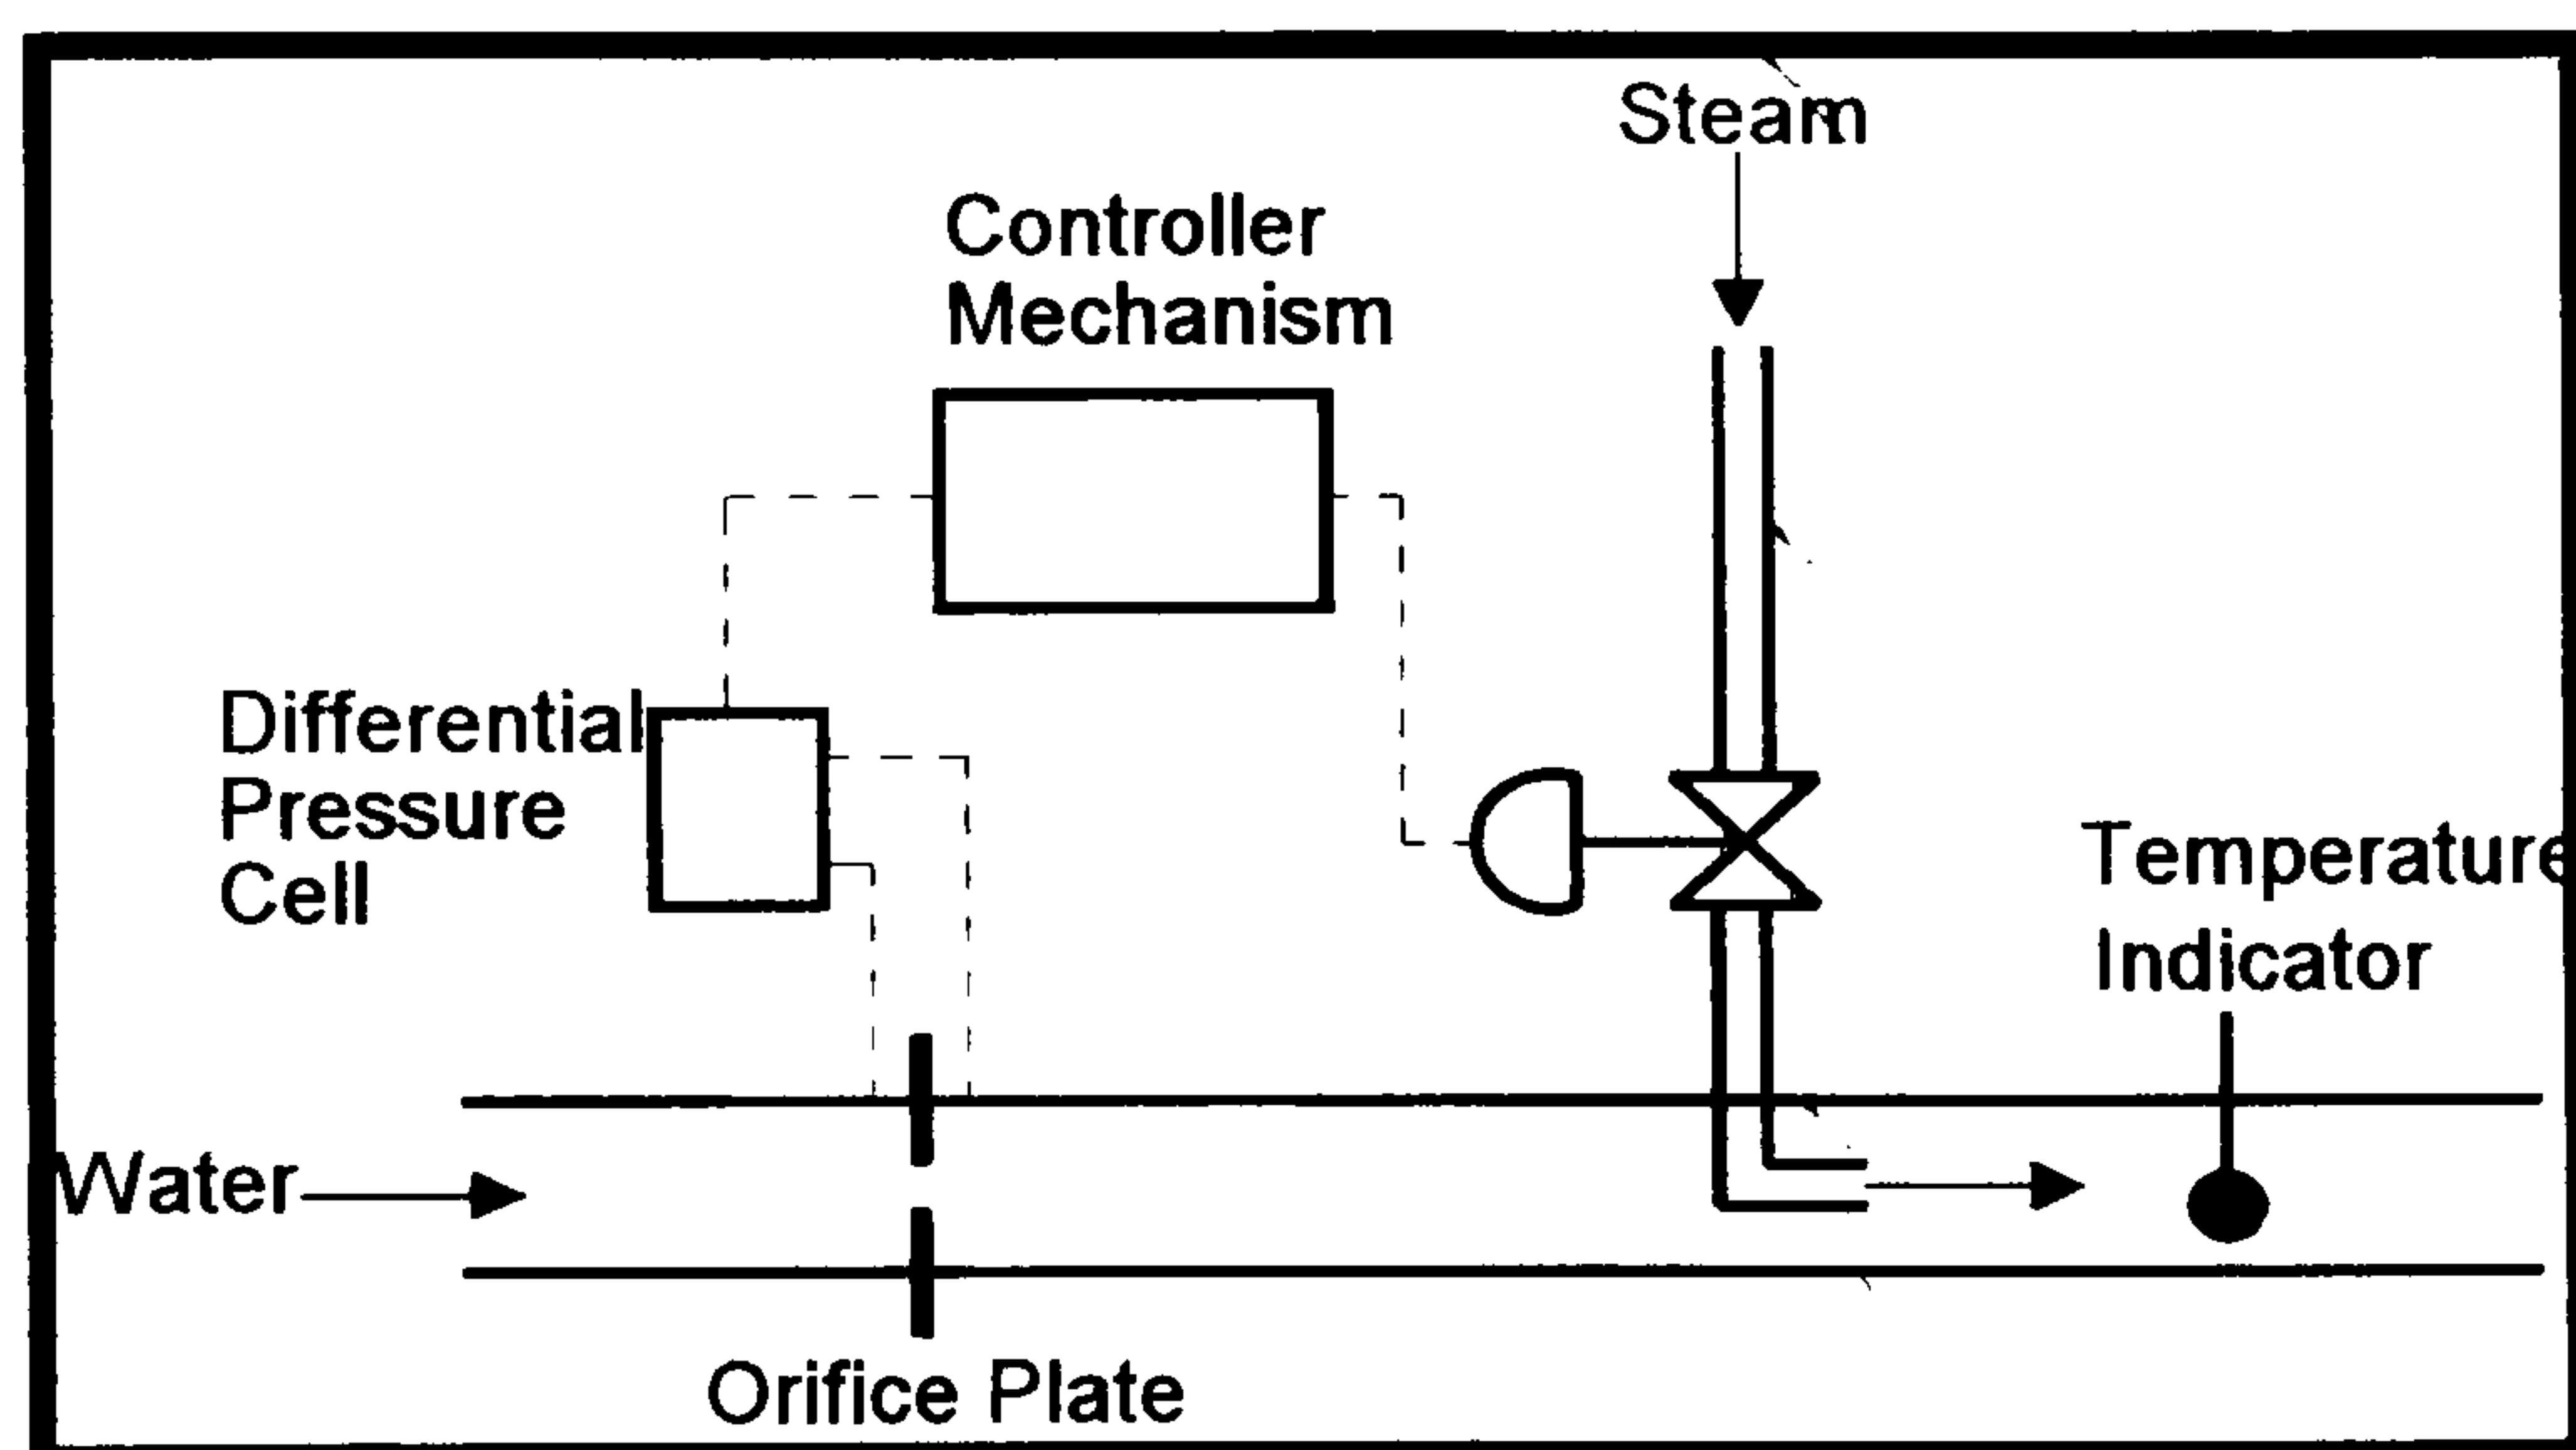 Steam
Controller
Mechanism
Differential
Pressure
Cell
Temperature
Indicator
Water
Orifice Plate